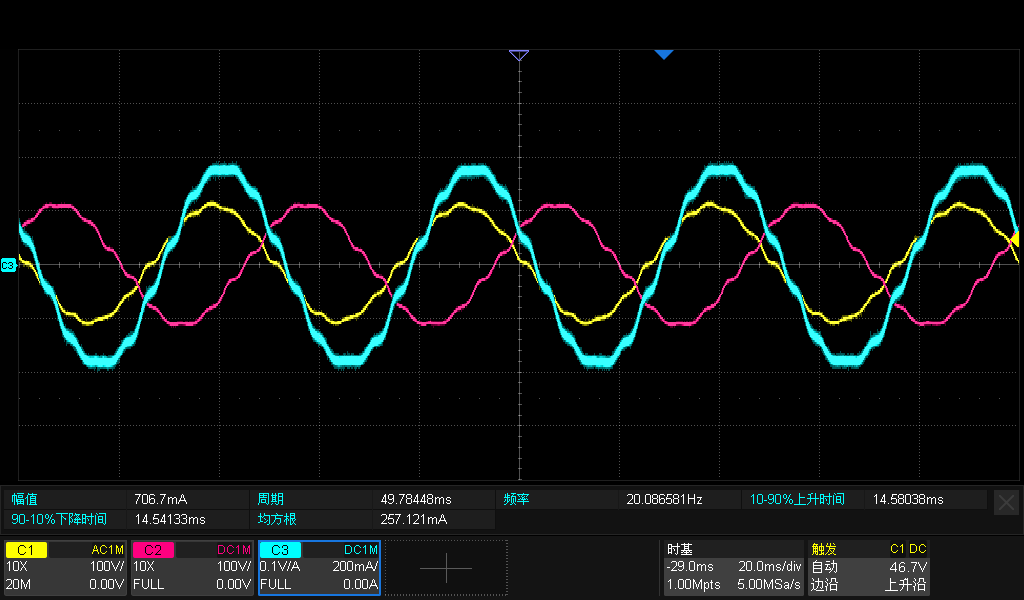 C3
幅值 706.7mA 周期 49.78448ms 频率 20.086581Hz 10-90%上升时间 14.58038ms
90-10%下降时间 14.54133ms 均方根 257.121mA
C1 AC1M C2 DC1M C3 DC1M 时基 触发 C1 DC
10X 100V/ 10X 100V/ 0.1V/A 200mA/ -29.0ms 20.0ms/div 自动 46.7V
20M 0.00V FULL 0.00V FULL 0.00A 1.00Mpts 5.00MSa/s 边沿 上升沿